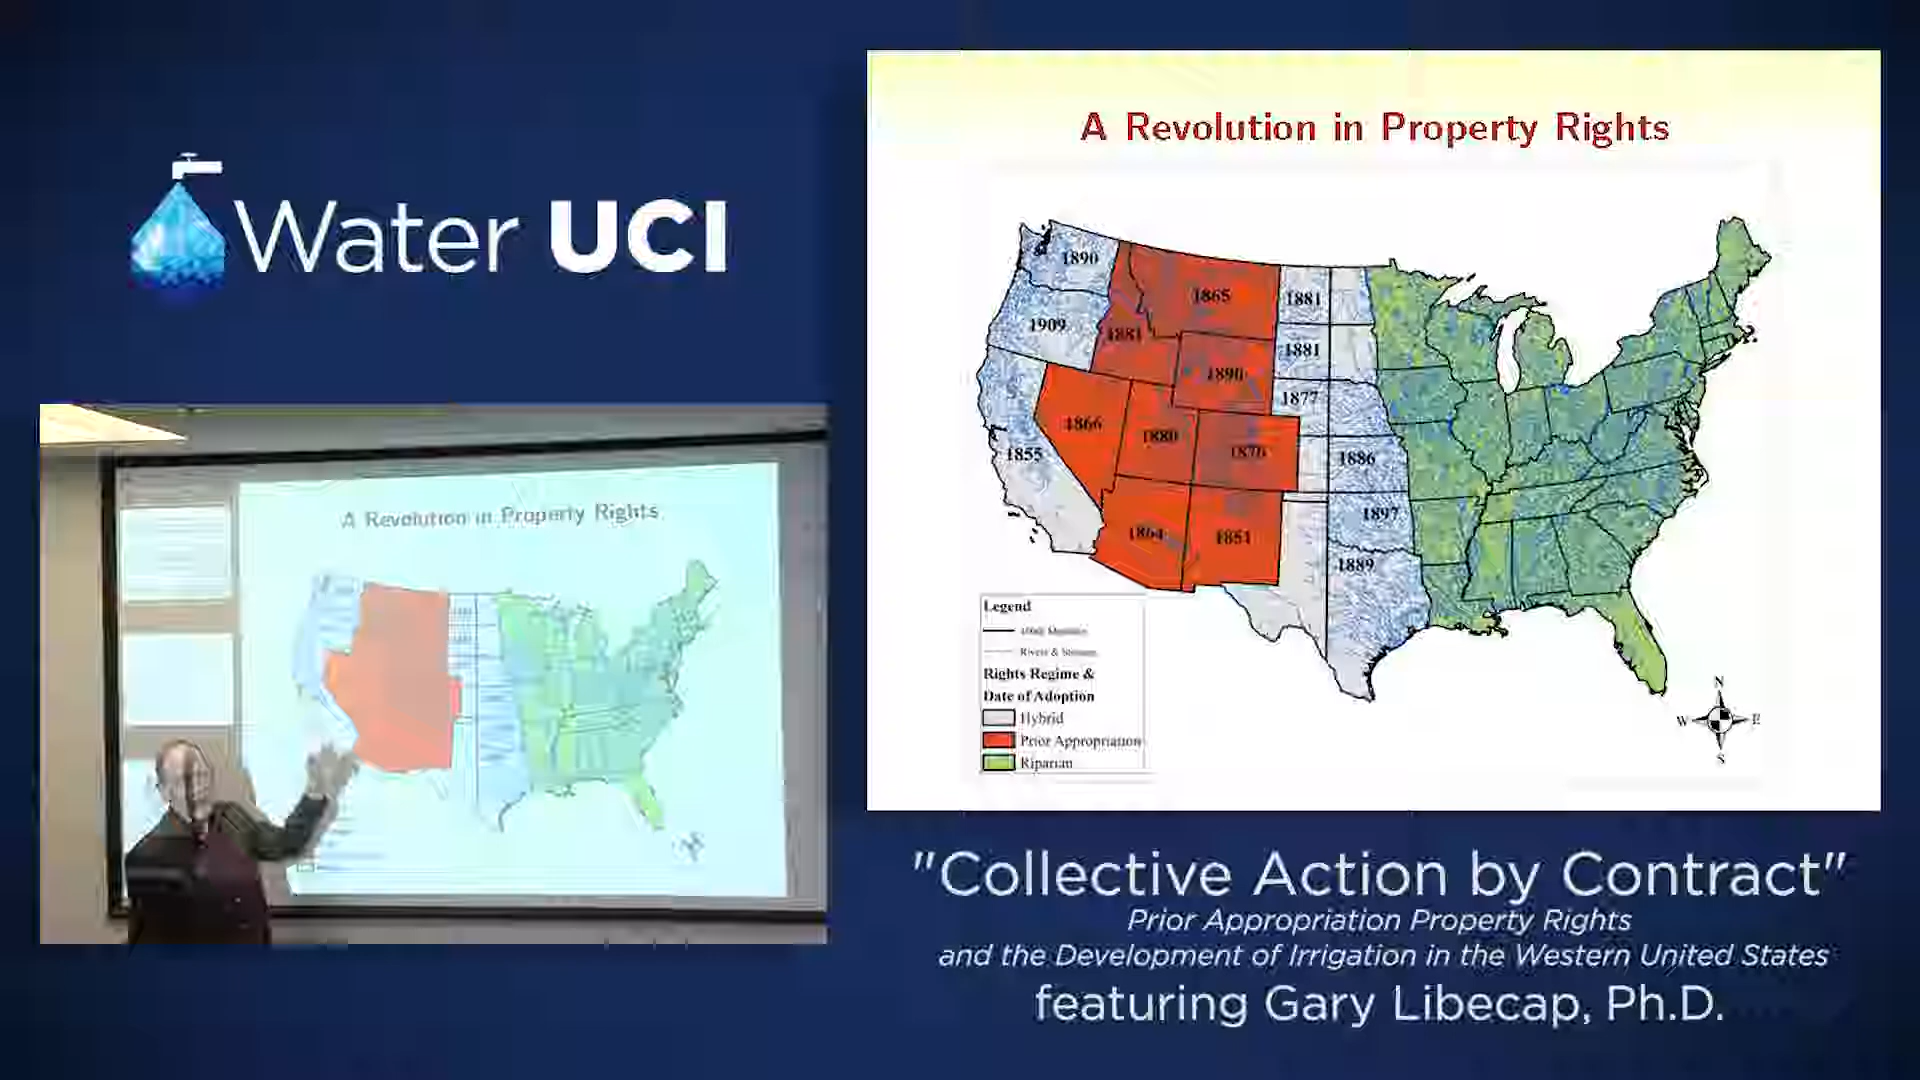 Water UCI
A Revolution in Property Rights
1890
1865
1881
1909
1881
1881
1890
1877
1866
1880
1876
1855
1886
1897
1864
1851
1889
Legend
Rivers & Streams
Rights Regime &
Date of Adoption
Hybrid
Prior Appropriation
Riparian
N
W
E
S
A Revolution in Property Rights
"Collective Action by Contract"
Prior Appropriation Property Rights
and the Development of Irrigation in the Western United States
featuring Gary Libecap, Ph.D.